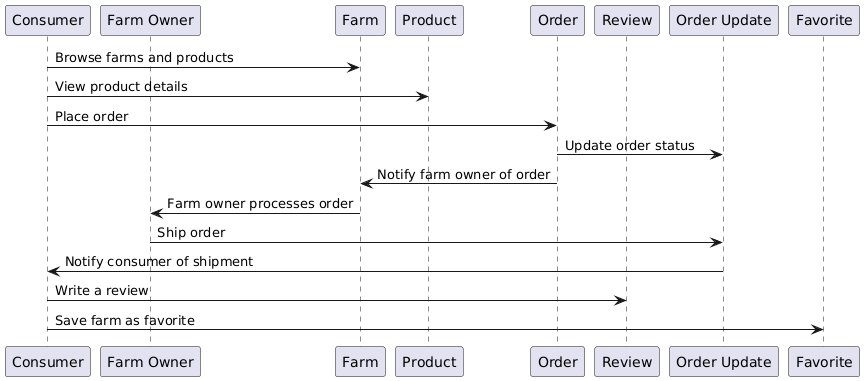 Consumer Farm Owner Farm Product Order Review Order Update Favorite
Browse farms and products
View product details
Place order
Update order status
Notify farm owner of order
Farm owner processes order
Ship order
Notify consumer of shipment
Write a review
Save farm as favorite
Consumer Farm Owner Farm Product Order Review Order Update Favorite